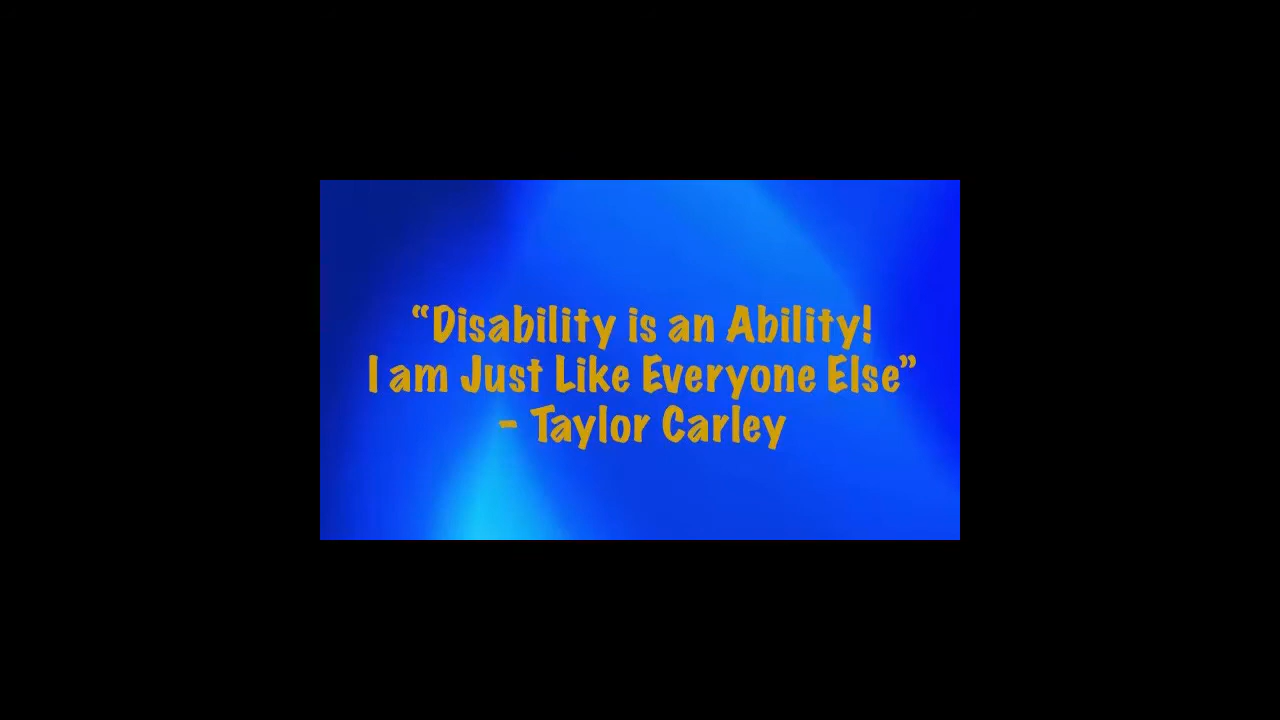 “Disability is an Ability!
I am Just Like Everyone Else”
- Taylor Carley